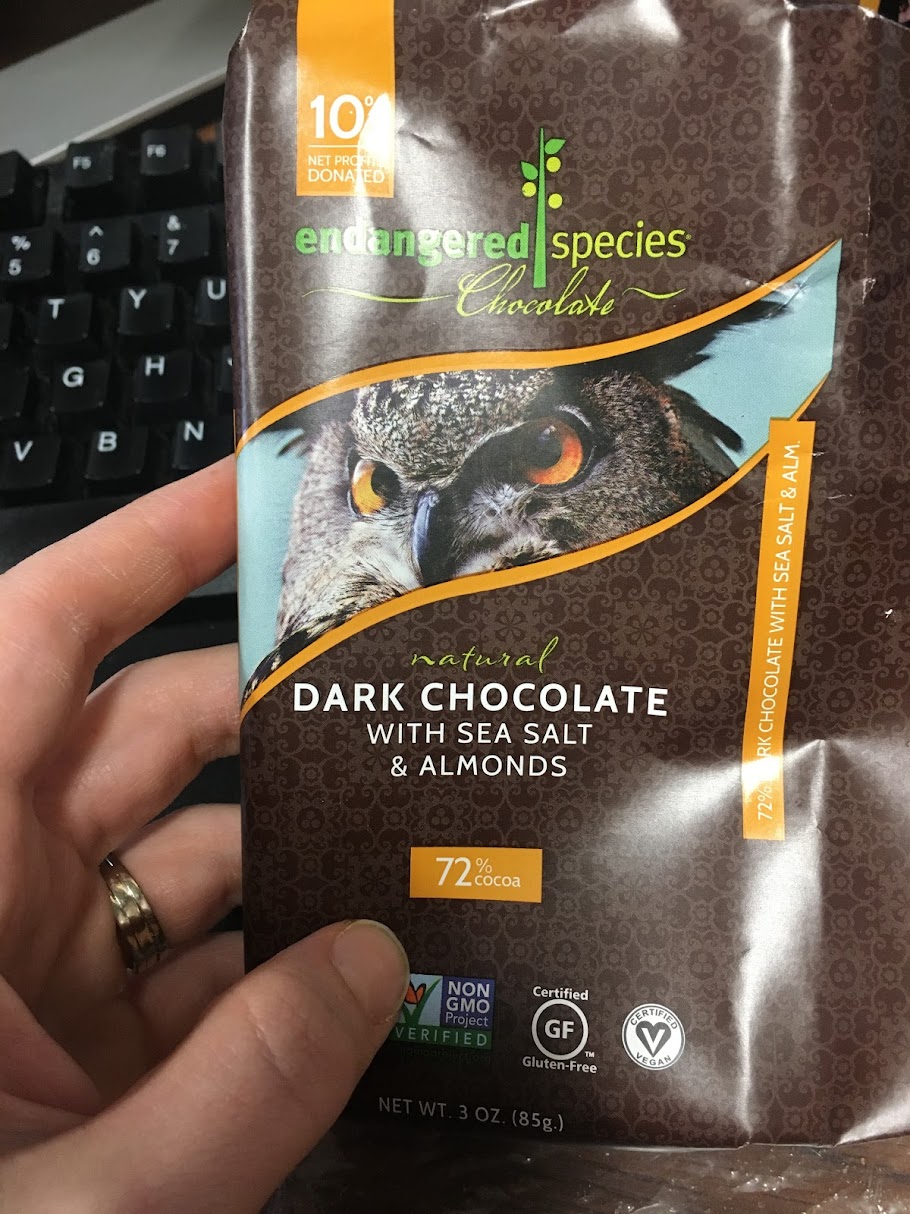 10%
NET PROFITS
DONATED
endangered species®
Chocolate
natural
DARK CHOCOLATE
WITH SEA SALT
& ALMONDS
72% cocoa
72% DARK CHOCOLATE WITH SEA SALT & ALM.
NON
GMO
Project
VERIFIED
Certified
GF
TM
Gluten-Free
CERTIFIED
V
VEGAN
NET WT. 3 OZ. (85g.)
F5
F6
%
5
^
6
&
7
T
Y
U
G
H
V
B
N